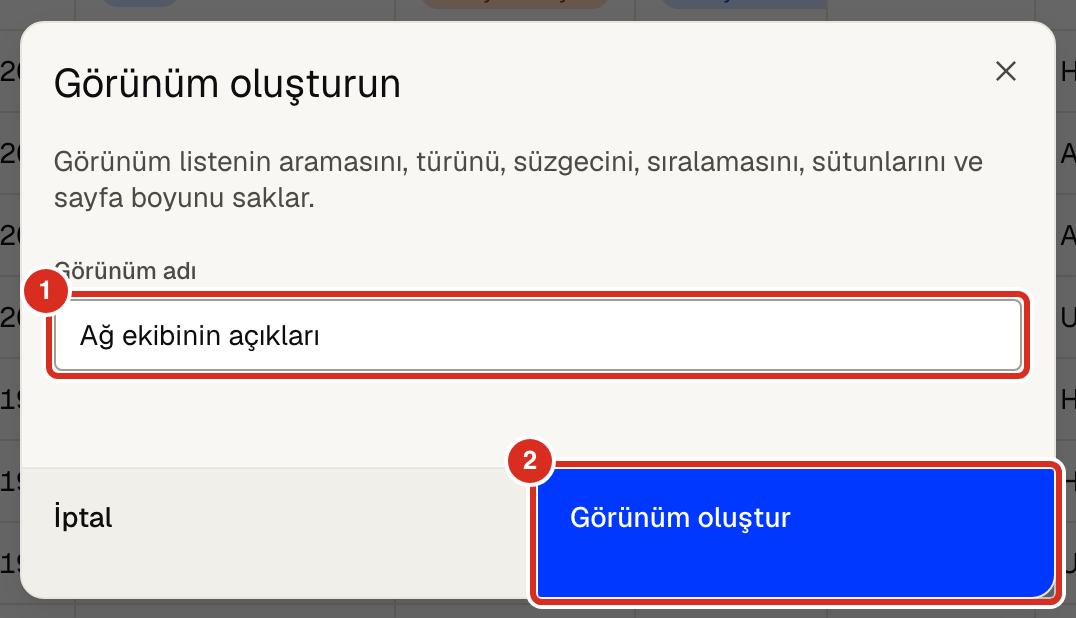 Görünüm oluşturun
Görünüm listenin aramasını, türünü, süzgecini, sıralamasını, sütunlarını ve
sayfa boyunu saklar.
Görünüm adı
1
Ağ ekibinin açıkları
2
İptal
Görünüm oluştur